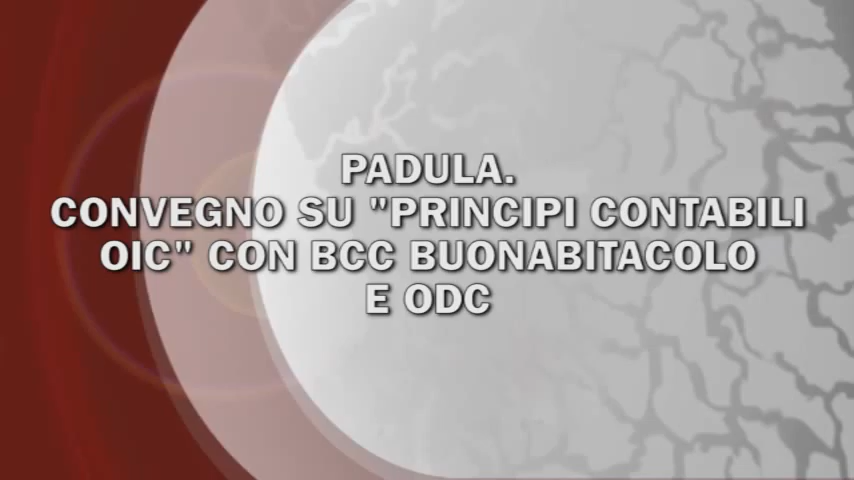 PADULA.
CONVEGNO SU "PRINCIPI CONTABILI
OIC" CON BCC BUONABITACOLO
E ODC